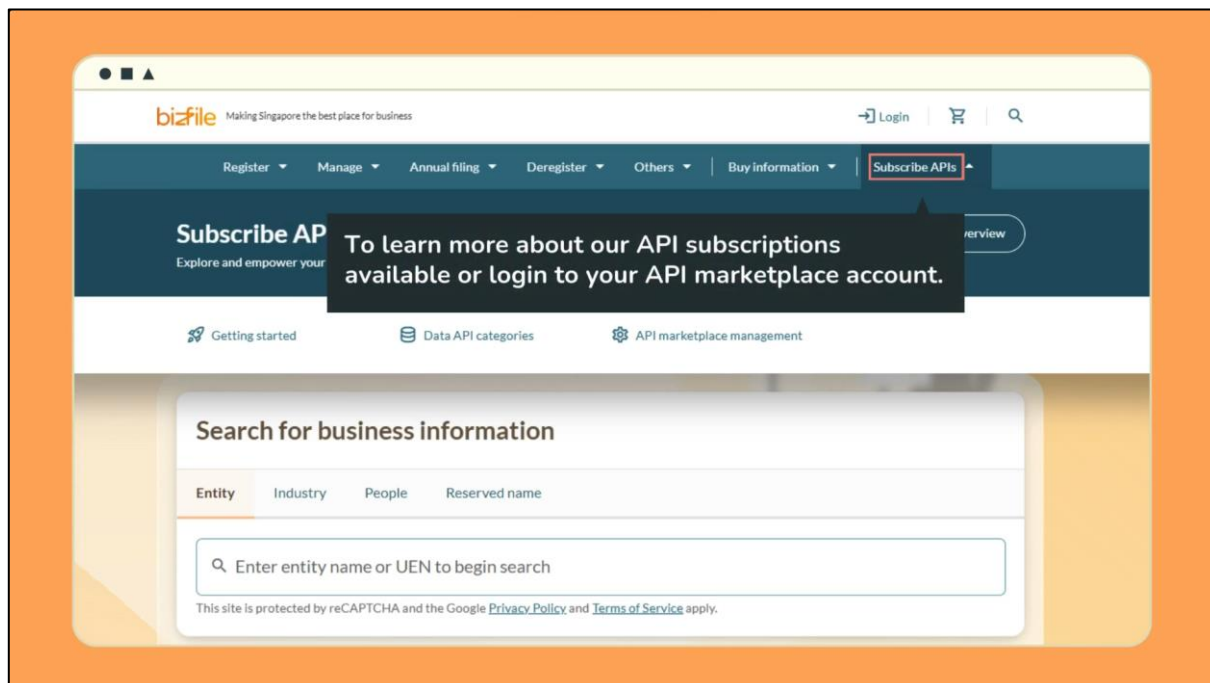 bizfile Making Singapore the best place for business
Login
Register Manage Annual filing Deregister Others Buy information Subscribe APIs
Subscribe AP
Explore and empower your
To learn more about our API subscriptions
available or login to your API marketplace account.
erview
Getting started Data API categories API marketplace management
Search for business information
Entity Industry People Reserved name
Enter entity name or UEN to begin search
This site is protected by reCAPTCHA and the Google Privacy Policy and Terms of Service apply.